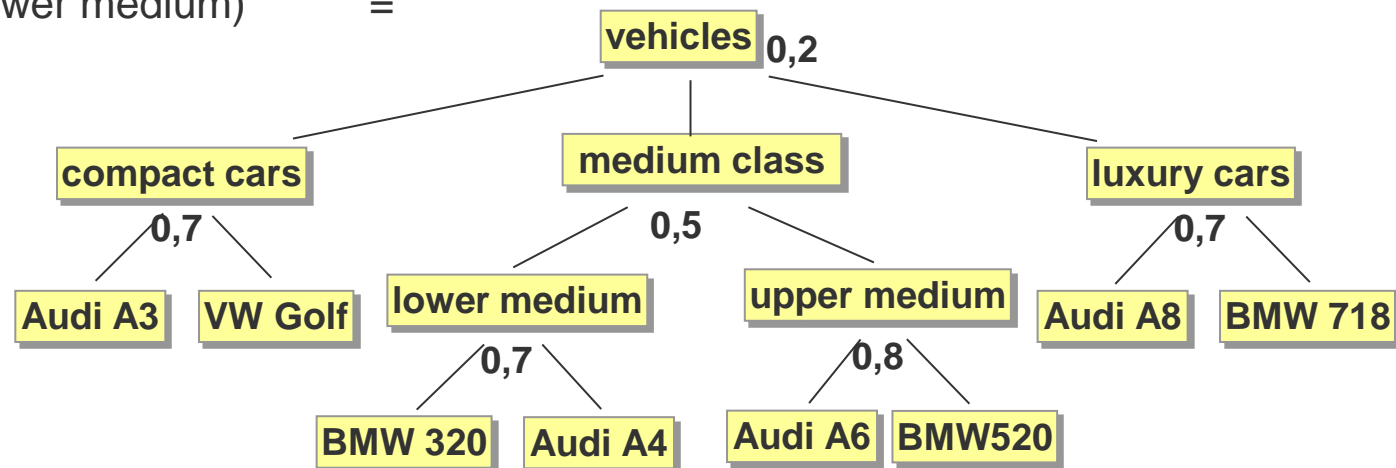 wer medium) =
vehicles 0,2
compact cars medium class luxury cars
0,7 0,5 0,7
Audi A3 VW Golf lower medium upper medium Audi A8 BMW 718
0,7 0,8
BMW 320 Audi A4 Audi A6 BMW520